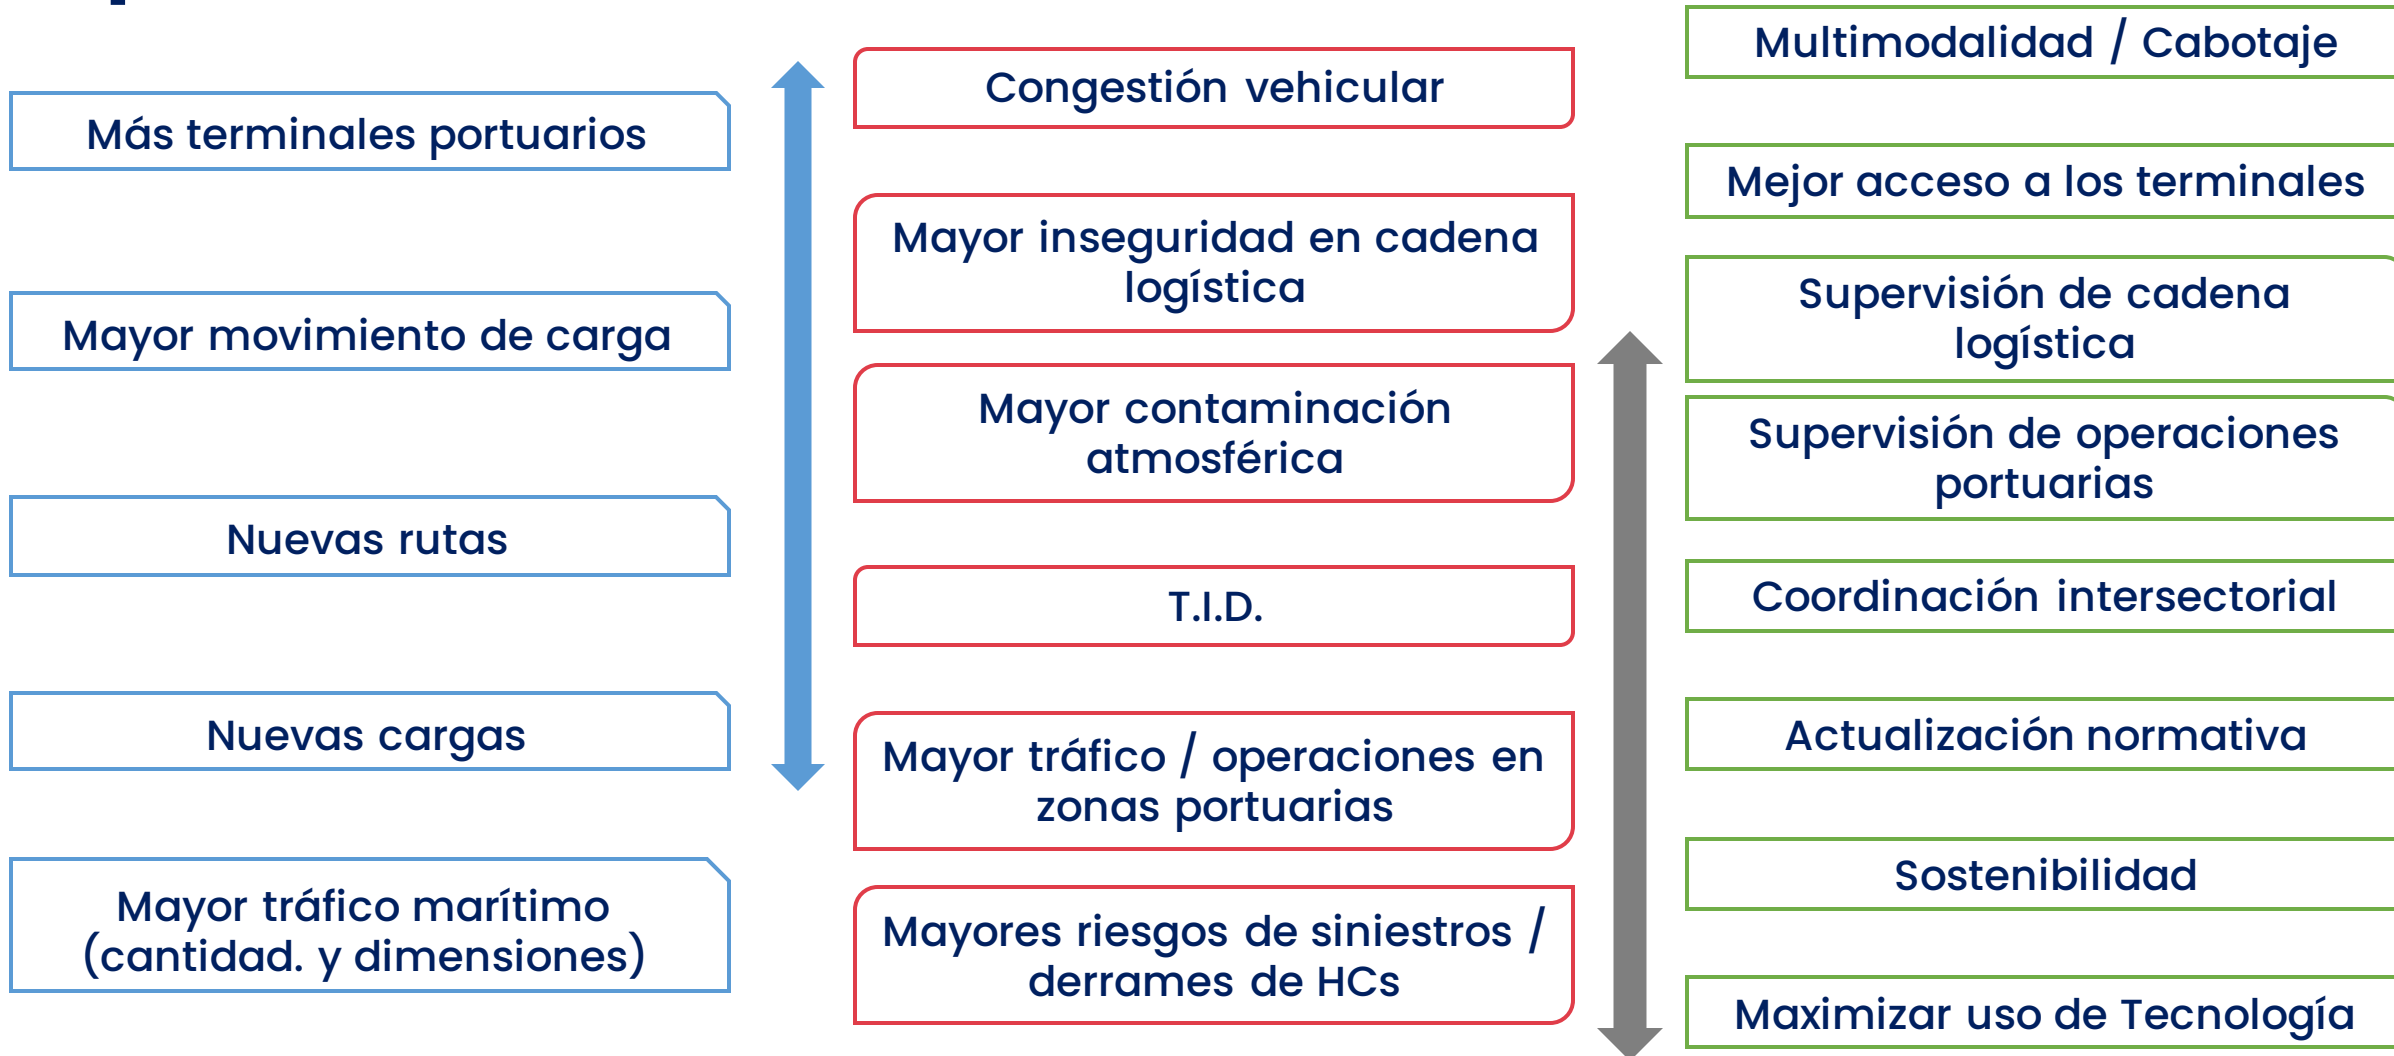 Más terminales portuarios
Mayor movimiento de carga
Nuevas rutas
Nuevas cargas
Mayor tráfico marítimo
(cantidad. y dimensiones)
Congestión vehicular
Mayor inseguridad en cadena
logística
Mayor contaminación
atmosférica
T.I.D.
Mayor tráfico / operaciones en
zonas portuarias
Mayores riesgos de siniestros /
derrames de HCs
Multimodalidad / Cabotaje
Mejor acceso a los terminales
Supervisión de cadena
logística
Supervisión de operaciones
portuarias
Coordinación intersectorial
Actualización normativa
Sostenibilidad
Maximizar uso de Tecnología